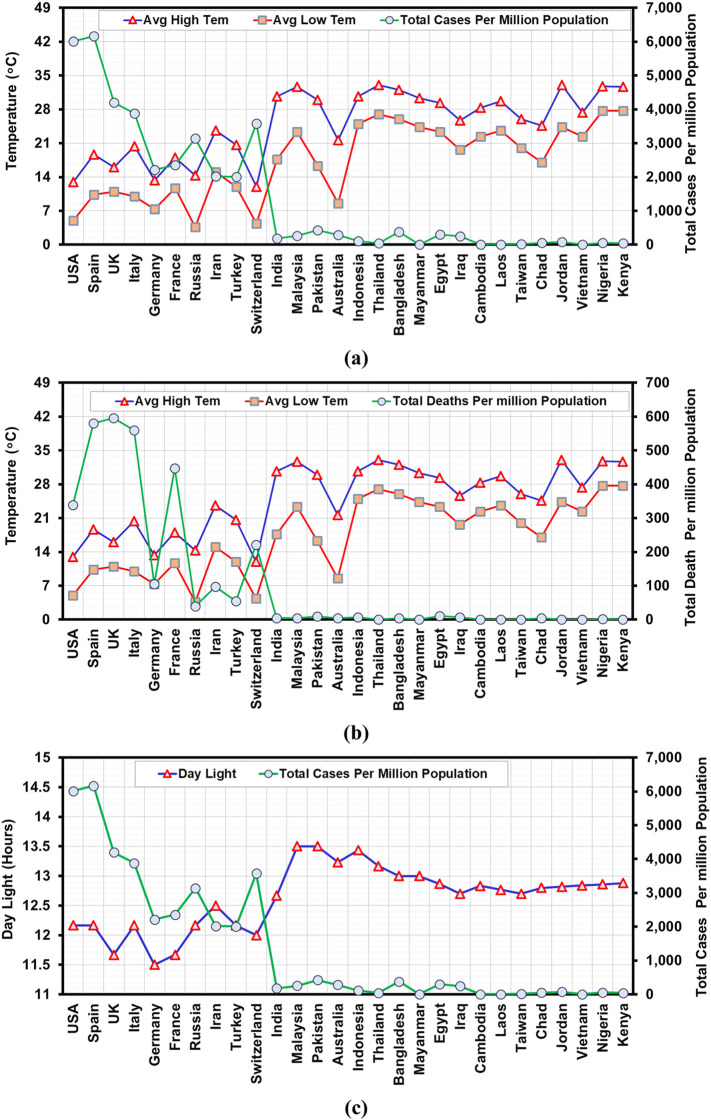 49 7,000
Avg High Tem Avg Low Tem Total Cases Per Million Population
42 6,000
35 5,000
28 4,000
21 3,000
14 2,000
7 1,000
0 0
Temperature (°C)
Total Cases Per million Population
USA
Spain
UK
Italy
Germany
France
Russia
Iran
Turkey
Switzerland
India
Malaysia
Pakistan
Australia
Indonesia
Thailand
Bangladesh
Mayanmar
Egypt
Iraq
Cambodia
Laos
Taiwan
Chad
Jordan
Vietnam
Nigeria
Kenya
(a)
49 700
Avg High Tem Avg Low Tem Total Deaths Per million Population
42 600
35 500
28 400
21 300
14 200
7 100
0 0
Temperature (°C)
Total Death Per million Population
USA
Spain
UK
Italy
Germany
France
Russia
Iran
Turkey
Switzerland
India
Malaysia
Pakistan
Australia
Indonesia
Thailand
Bangladesh
Mayanmar
Egypt
Iraq
Cambodia
Laos
Taiwan
Chad
Jordan
Vietnam
Nigeria
Kenya
(b)
15 7,000
Day Light Total Cases Per Million Population
14.5 6,000
14 5,000
13.5 4,000
13 3,000
12.5 2,000
12 1,000
11.5 0
11
Day Light (Hours)
Total Cases Per million Population
USA
Spain
UK
Italy
Germany
France
Russia
Iran
Turkey
Switzerland
India
Malaysia
Pakistan
Australia
Indonesia
Thailand
Bangladesh
Mayanmar
Egypt
Iraq
Cambodia
Laos
Taiwan
Chad
Jordan
Vietnam
Nigeria
Kenya
(c)